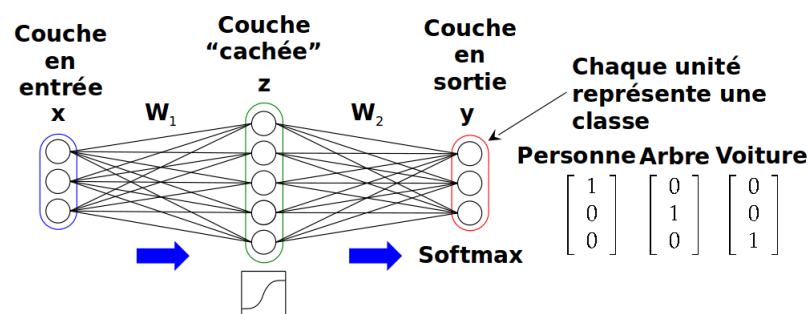 Couche
en
entrée
x
W1
Couche
“cachée”
z
W2
Couche
en
sortie
y
Softmax
Chaque unité
représente une
classe
Personne Arbre Voiture
1 0 0
0 1 0
0 0 1